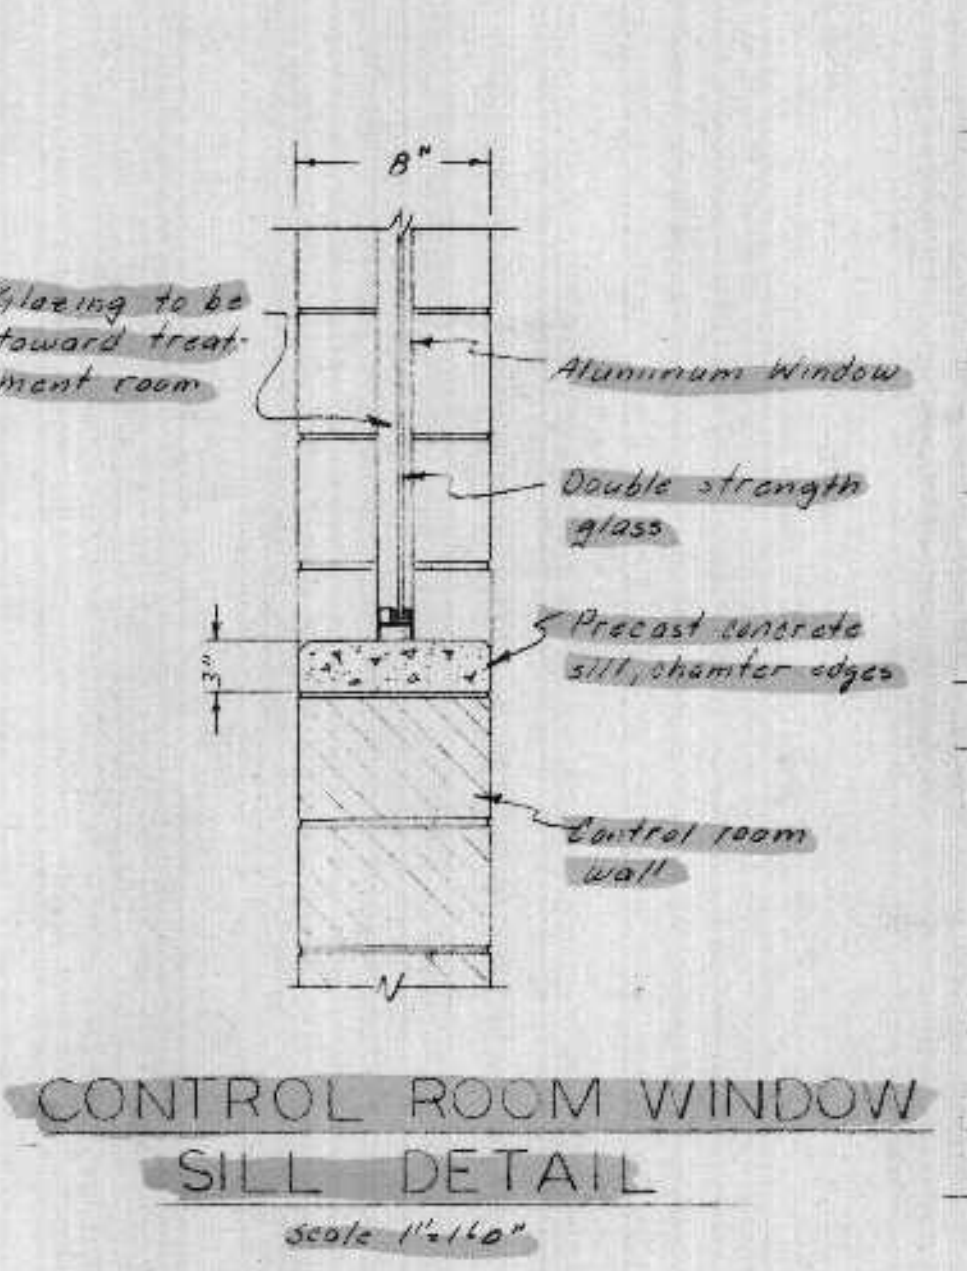 8"
Glazing to be
toward treat-
ment room
Aluminum Window
Double strength
glass
Precast concrete
sill, chamfer edges
3"
Control room
wall
CONTROL ROOM WINDOW
SILL DETAIL
scale 1"=1'-0"